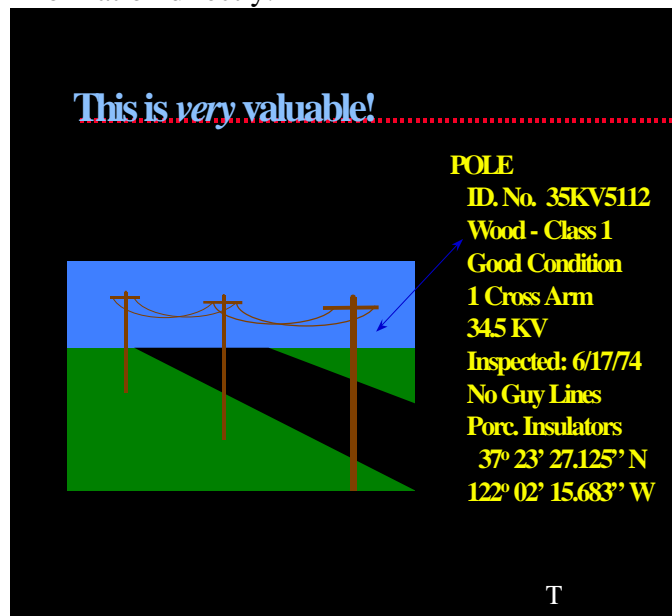 This is very valuable!
POLE
ID. No. 35KV5112
Wood - Class 1
Good Condition
1 Cross Arm
34.5 KV
Inspected: 6/17/74
No Guy Lines
Porc. Insulators
37º 23’ 27.125” N
122º 02’ 15.683” W
T